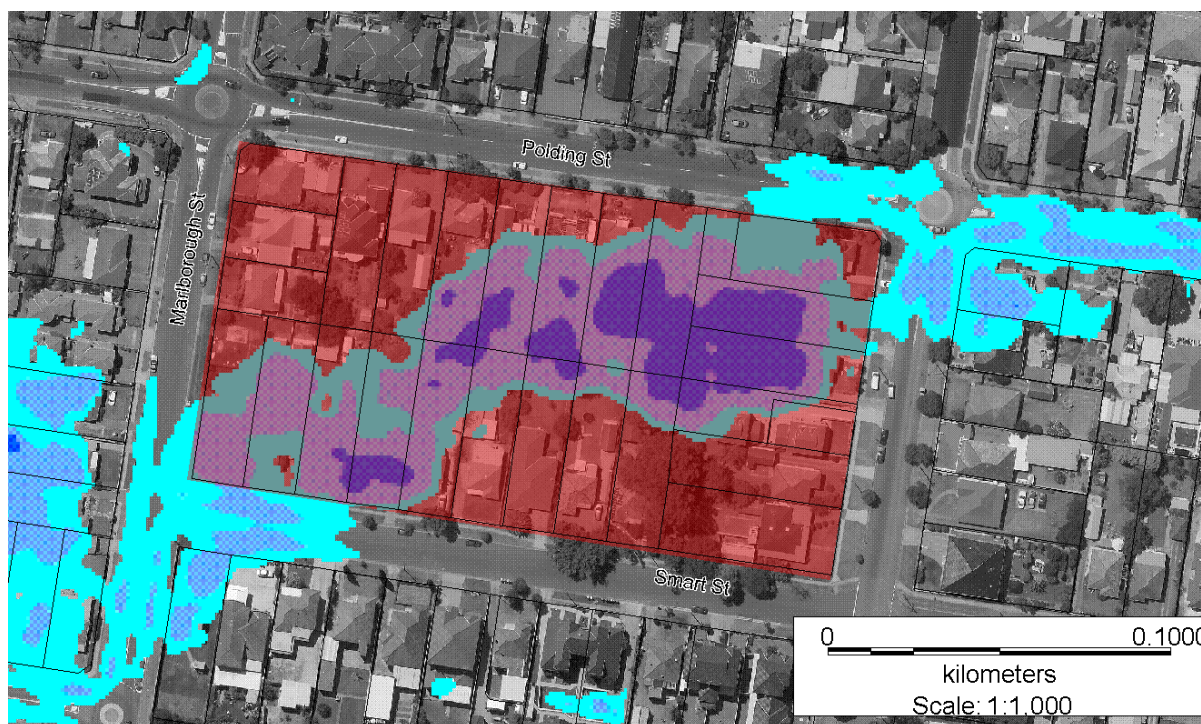 Polding St
Marlborough St
Smart St
0 0.1000
kilometers
Scale: 1:1,000